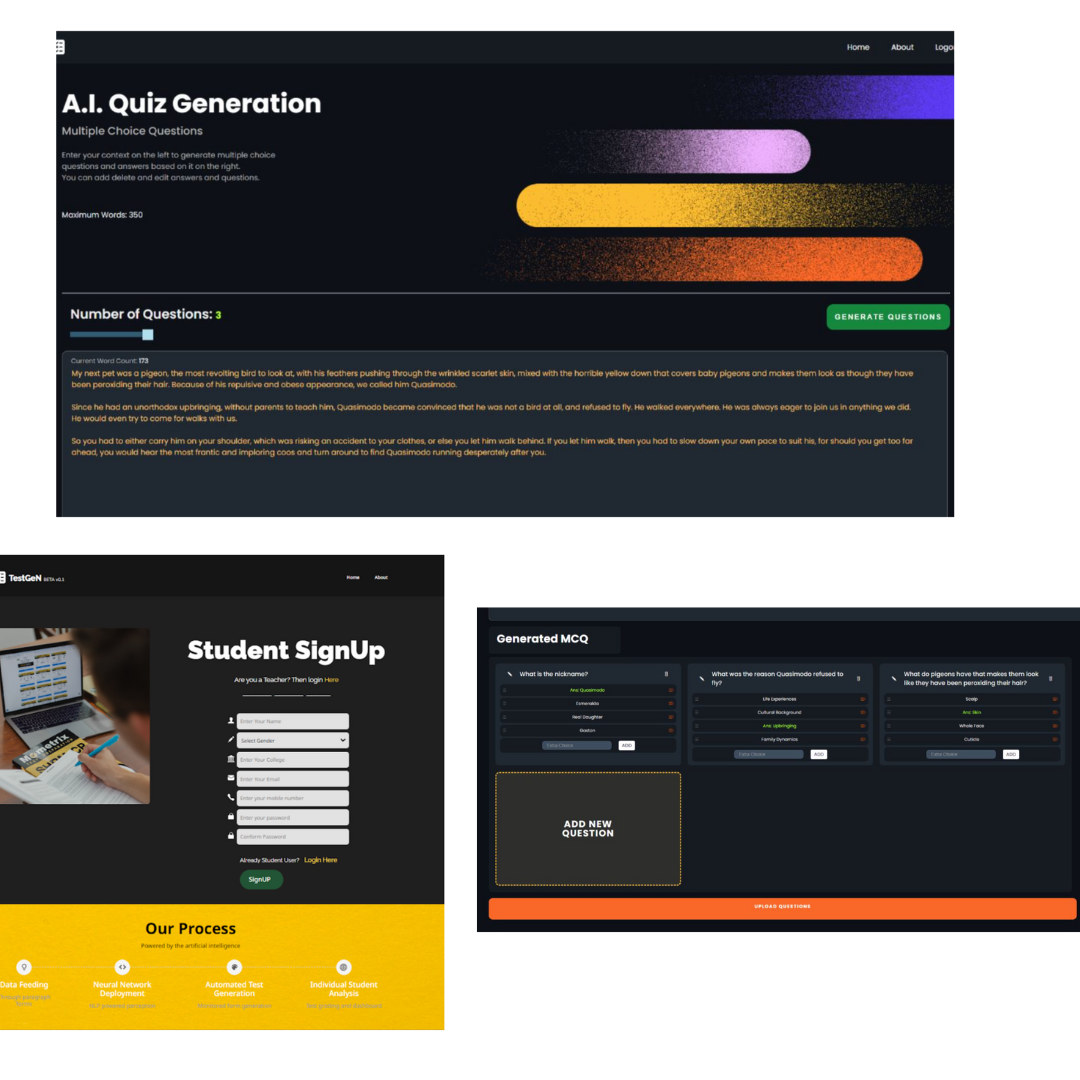 Home About Logo
A.I. Quiz Generation
Multiple Choice Questions
Enter your context on the left to generate multiple choice
questions and answers based on it on the right.
You can add delete and edit answers and questions.
Maximum Words: 350
Number of Questions: 3
GENERATE QUESTIONS
Current Word Count: 173
My next pet was a pigeon, the most revolting bird to look at, with his feathers pushing through the wrinkled scarlet skin, mixed with the horrible yellow down that covers baby pigeons and makes them look as though they have
been peroxiding their hair. Because of his repulsive and obese appearance, we called him Quasimodo.
Since he had an unorthodox upbringing, without parents to teach him, Quasimodo became convinced that he was not a bird at all, and refused to fly. He walked everywhere. He was always eager to join us in anything we did.
He would even try to come for walks with us.
So you had to either carry him on your shoulder, which was risking an accident to your clothes, or else you let him walk behind. If you let him walk, then you had to slow down your own pace to suit his, for should you get too far
ahead, you would hear the most frantic and imploring coos and turn around to find Quasimodo running desperately after you.
TestGeN BETA v0.1
Home About
Student SignUp
Are you a Teacher? Then login Here
Enter Your Name
Select Gender
Enter Your College
Enter Your Email
Enter your mobile number
Enter your password
Confirm Password
Already Student User? Login Here
SignUP
Mometrix
Our Process
Powered by the artificial intelligence
Data Feeding
Through paragraph
Neural Network
Deployment
NLP powered perception
Automated Test
Generation
Individual Student
Analysis
Generated MCQ
What is the nickname?
Ans: Quasimodo
Esmeralda
Neal Daughter
Gaston
False Choice ADD
What was the reason Quasimodo refused to
fly?
Life Experiences
Cultural Background
Ans: Upbringing
Family Dynamics
False Choice ADD
What do pigeons have that makes them look
like they have been peroxiding their hair?
Scalp
Ans: Skin
Whole Face
Cuticle
False Choice ADD
ADD NEW
QUESTION
UPLOAD QUESTIONS